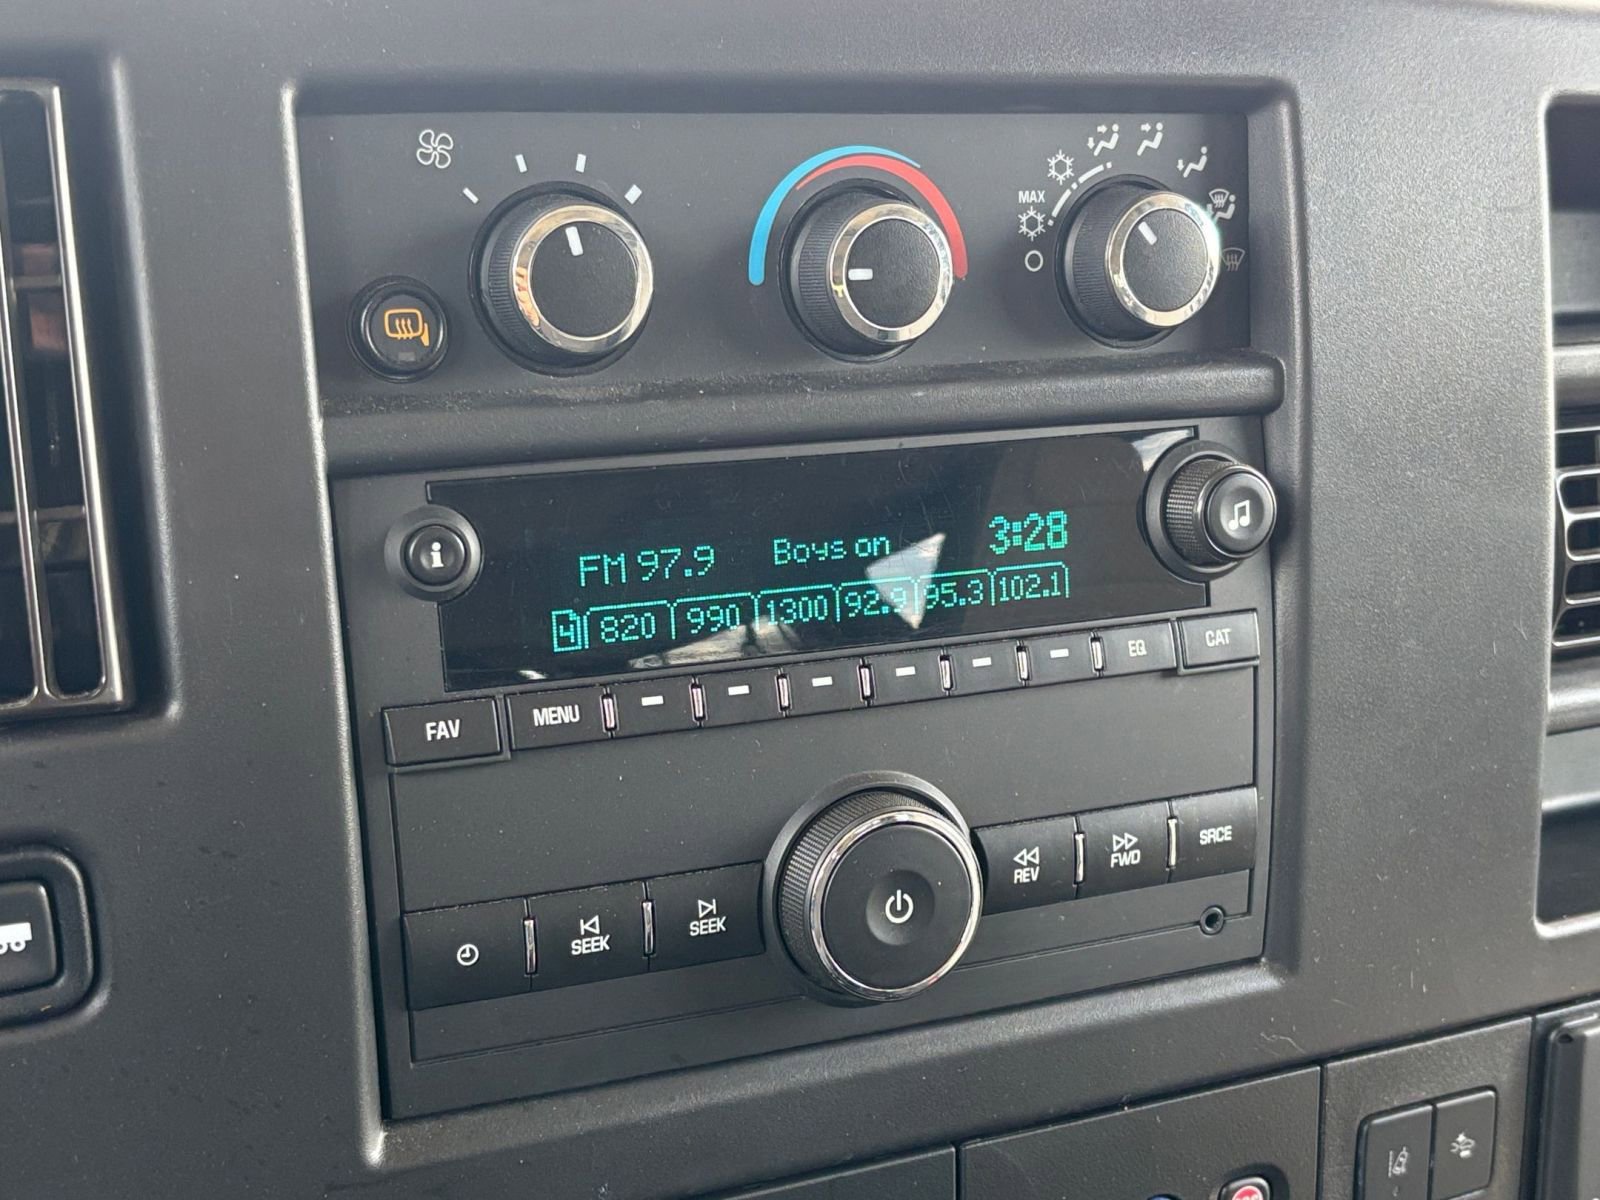 MAX
i
FM 97.9 Boys on 3:28
4 820 990 1300 92.9 95.3 102.1
FAV MENU EQ CAT
SEEK SEEK REV FWD SRCE